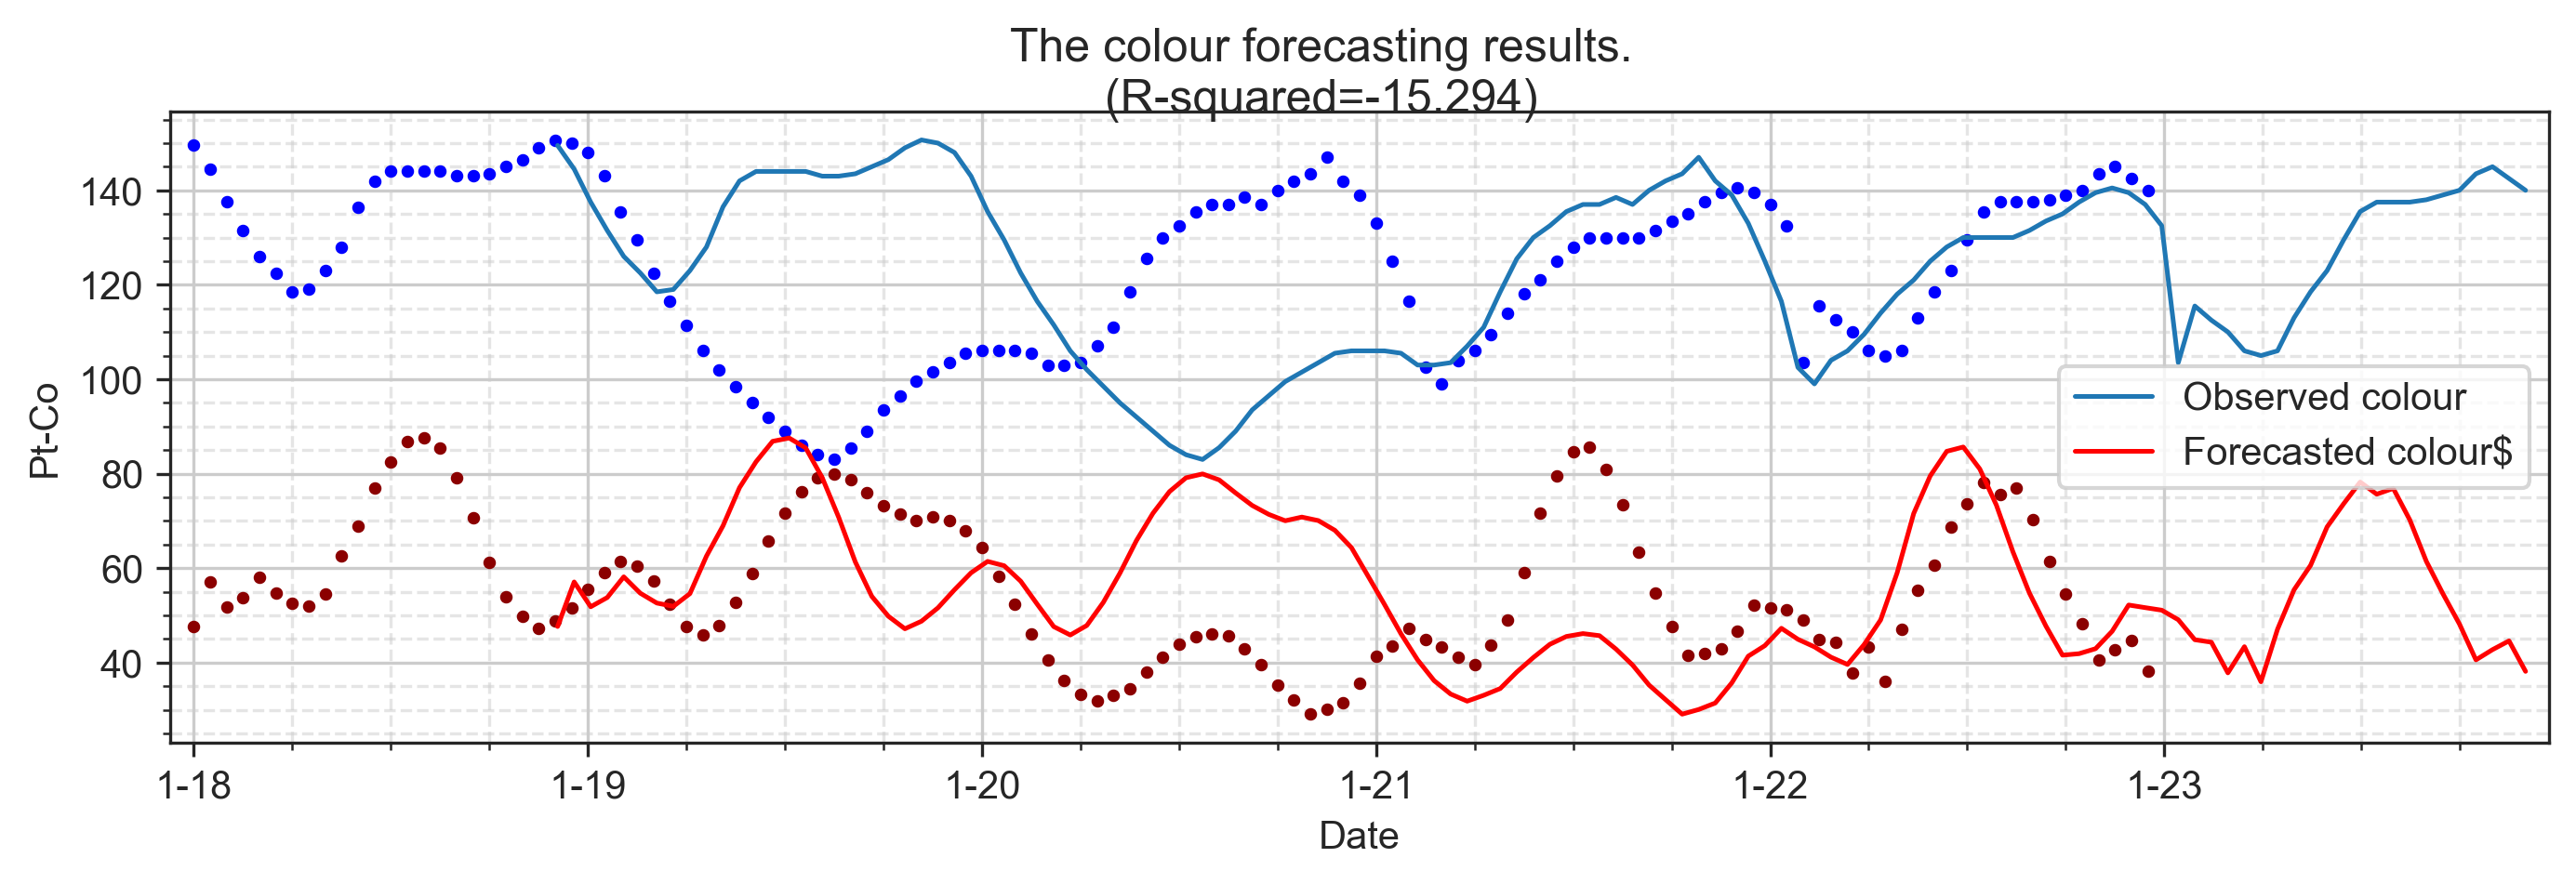 The colour forecasting results.
(R-squared=-15.294)
Pt-Co
140
120
100
80
60
40
Observed colour
Forecasted colour$
1-18 1-19 1-20 1-21 1-22 1-23
Date